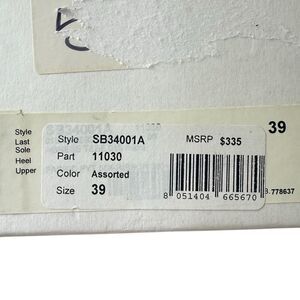 Style
Last
Sole
Heel
Upper
Style SB34001A MSRP $335
Part 11030
Color Assorted
Size 39
8 051404 665670
39
3.778637